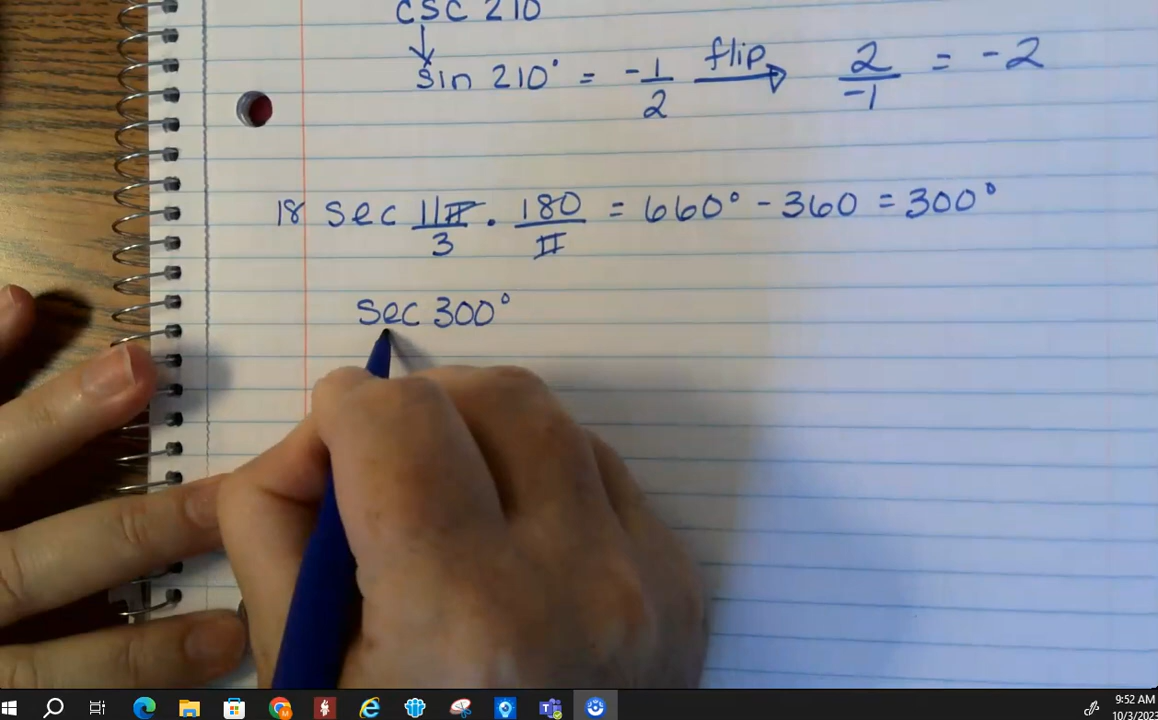 csc 210
↓
sin 210° = -1/2 flip → 2/-1 = -2
18 sec 11π/3 · 180/π = 660° - 360 = 300°
sec 300°
9:52 AM
10/3/202